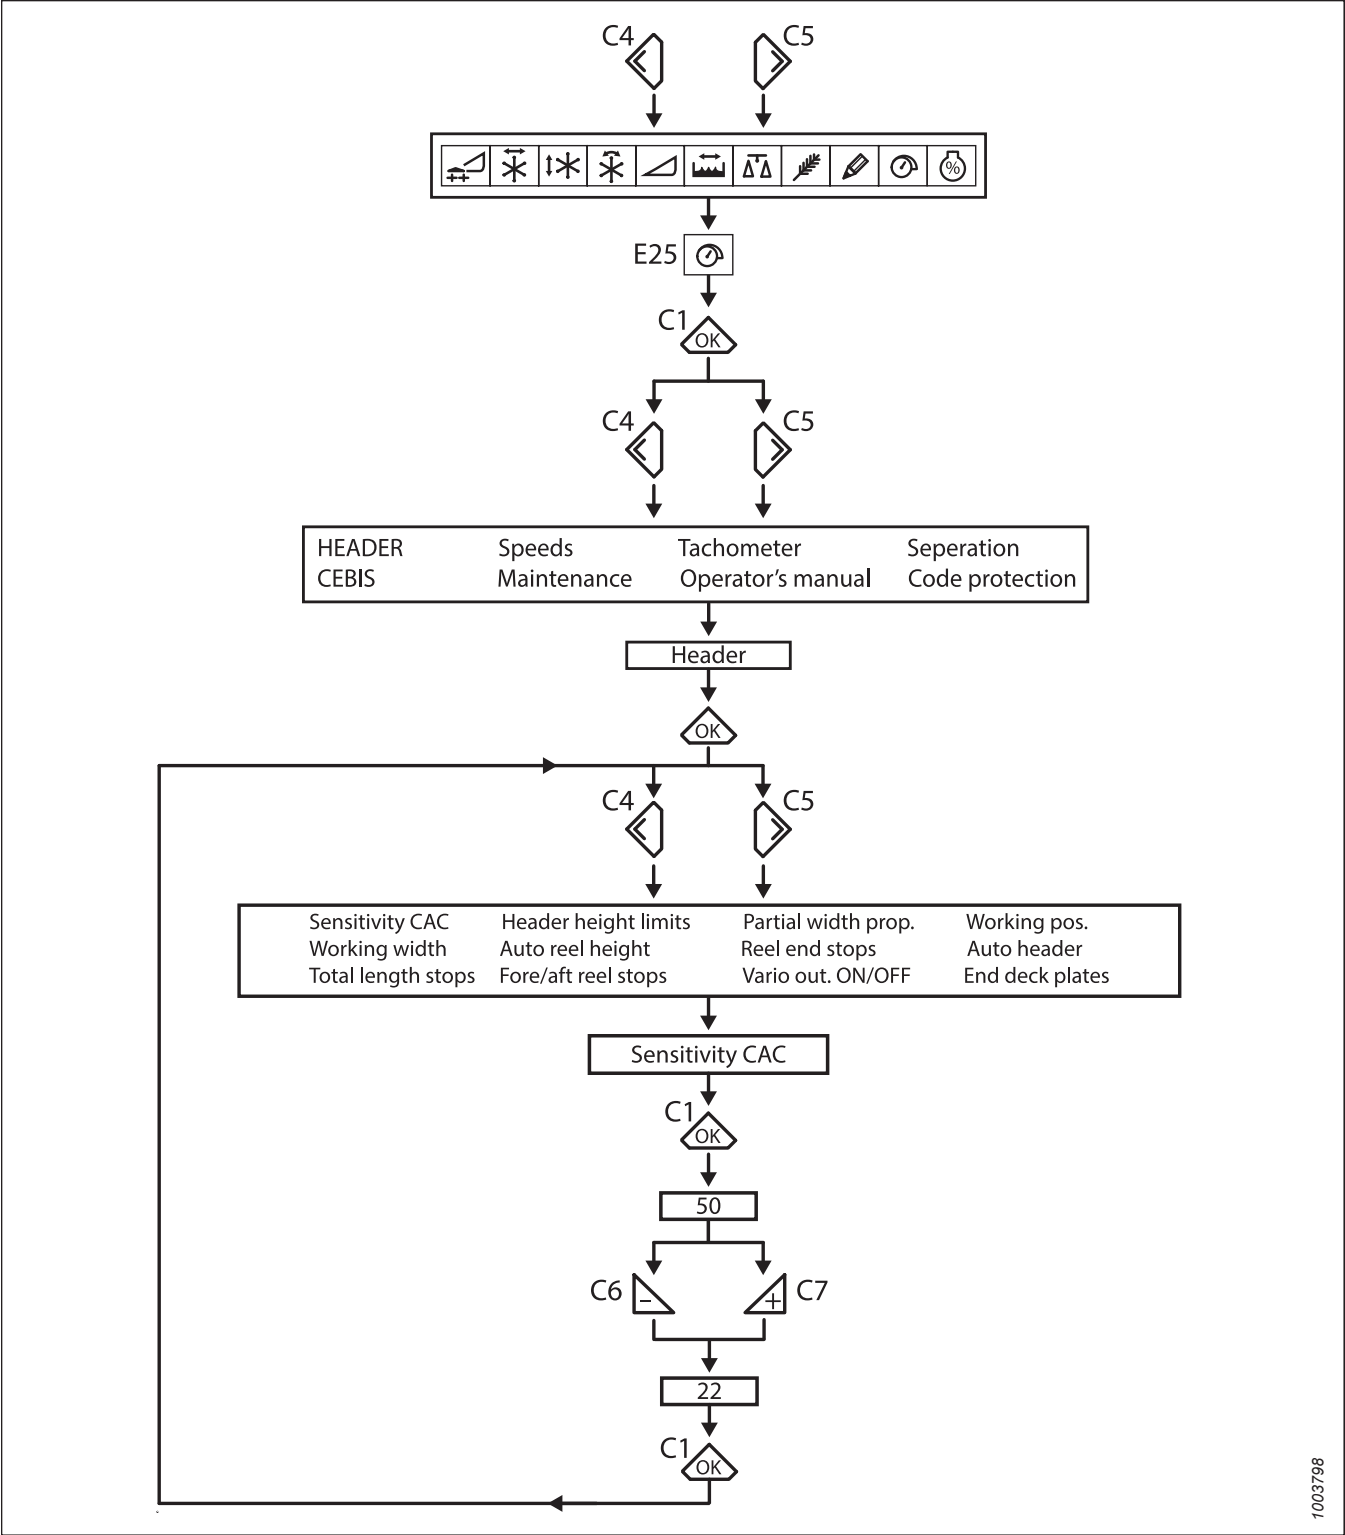 C4 C5
%
E25
C1
OK
C4 C5
HEADER Speeds Tachometer Seperation
CEBIS Maintenance Operator's manual Code protection
Header
OK
C4 C5
Sensitivity CAC Header height limits Partial width prop. Working pos.
Working width Auto reel height Reel end stops Auto header
Total length stops Fore/aft reel stops Vario out. ON/OFF End deck plates
Sensitivity CAC
C1
OK
50
C6 - + C7
22
C1
OK
1003798